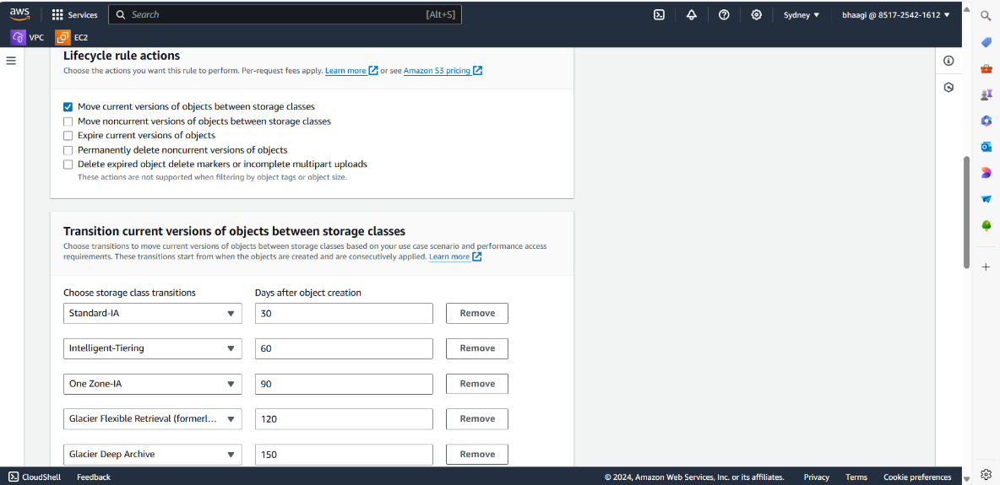 aws Services Search [Alt+S] Sydney bhaagi @ 8517-2542-1612
VPC EC2
Lifecycle rule actions
Choose the actions you want this rule to perform. Per-request fees apply. Learn more or see Amazon S3 pricing
Move current versions of objects between storage classes
Move noncurrent versions of objects between storage classes
Expire current versions of objects
Permanently delete noncurrent versions of objects
Delete expired object delete markers or incomplete multipart uploads
These actions are not supported when filtering by object tags or object size.
Transition current versions of objects between storage classes
Choose transitions to move current versions of objects between storage classes based on your use case scenario and performance access
requirements. These transitions start from when the objects are created and are consecutively applied. Learn more
Choose storage class transitions Days after object creation
Standard-IA 30 Remove
Intelligent-Tiering 60 Remove
One Zone-IA 90 Remove
Glacier Flexible Retrieval (formerl... 120 Remove
Glacier Deep Archive 150 Remove
CloudShell Feedback © 2024, Amazon Web Services, Inc. or its affiliates. Privacy Terms Cookie preferences